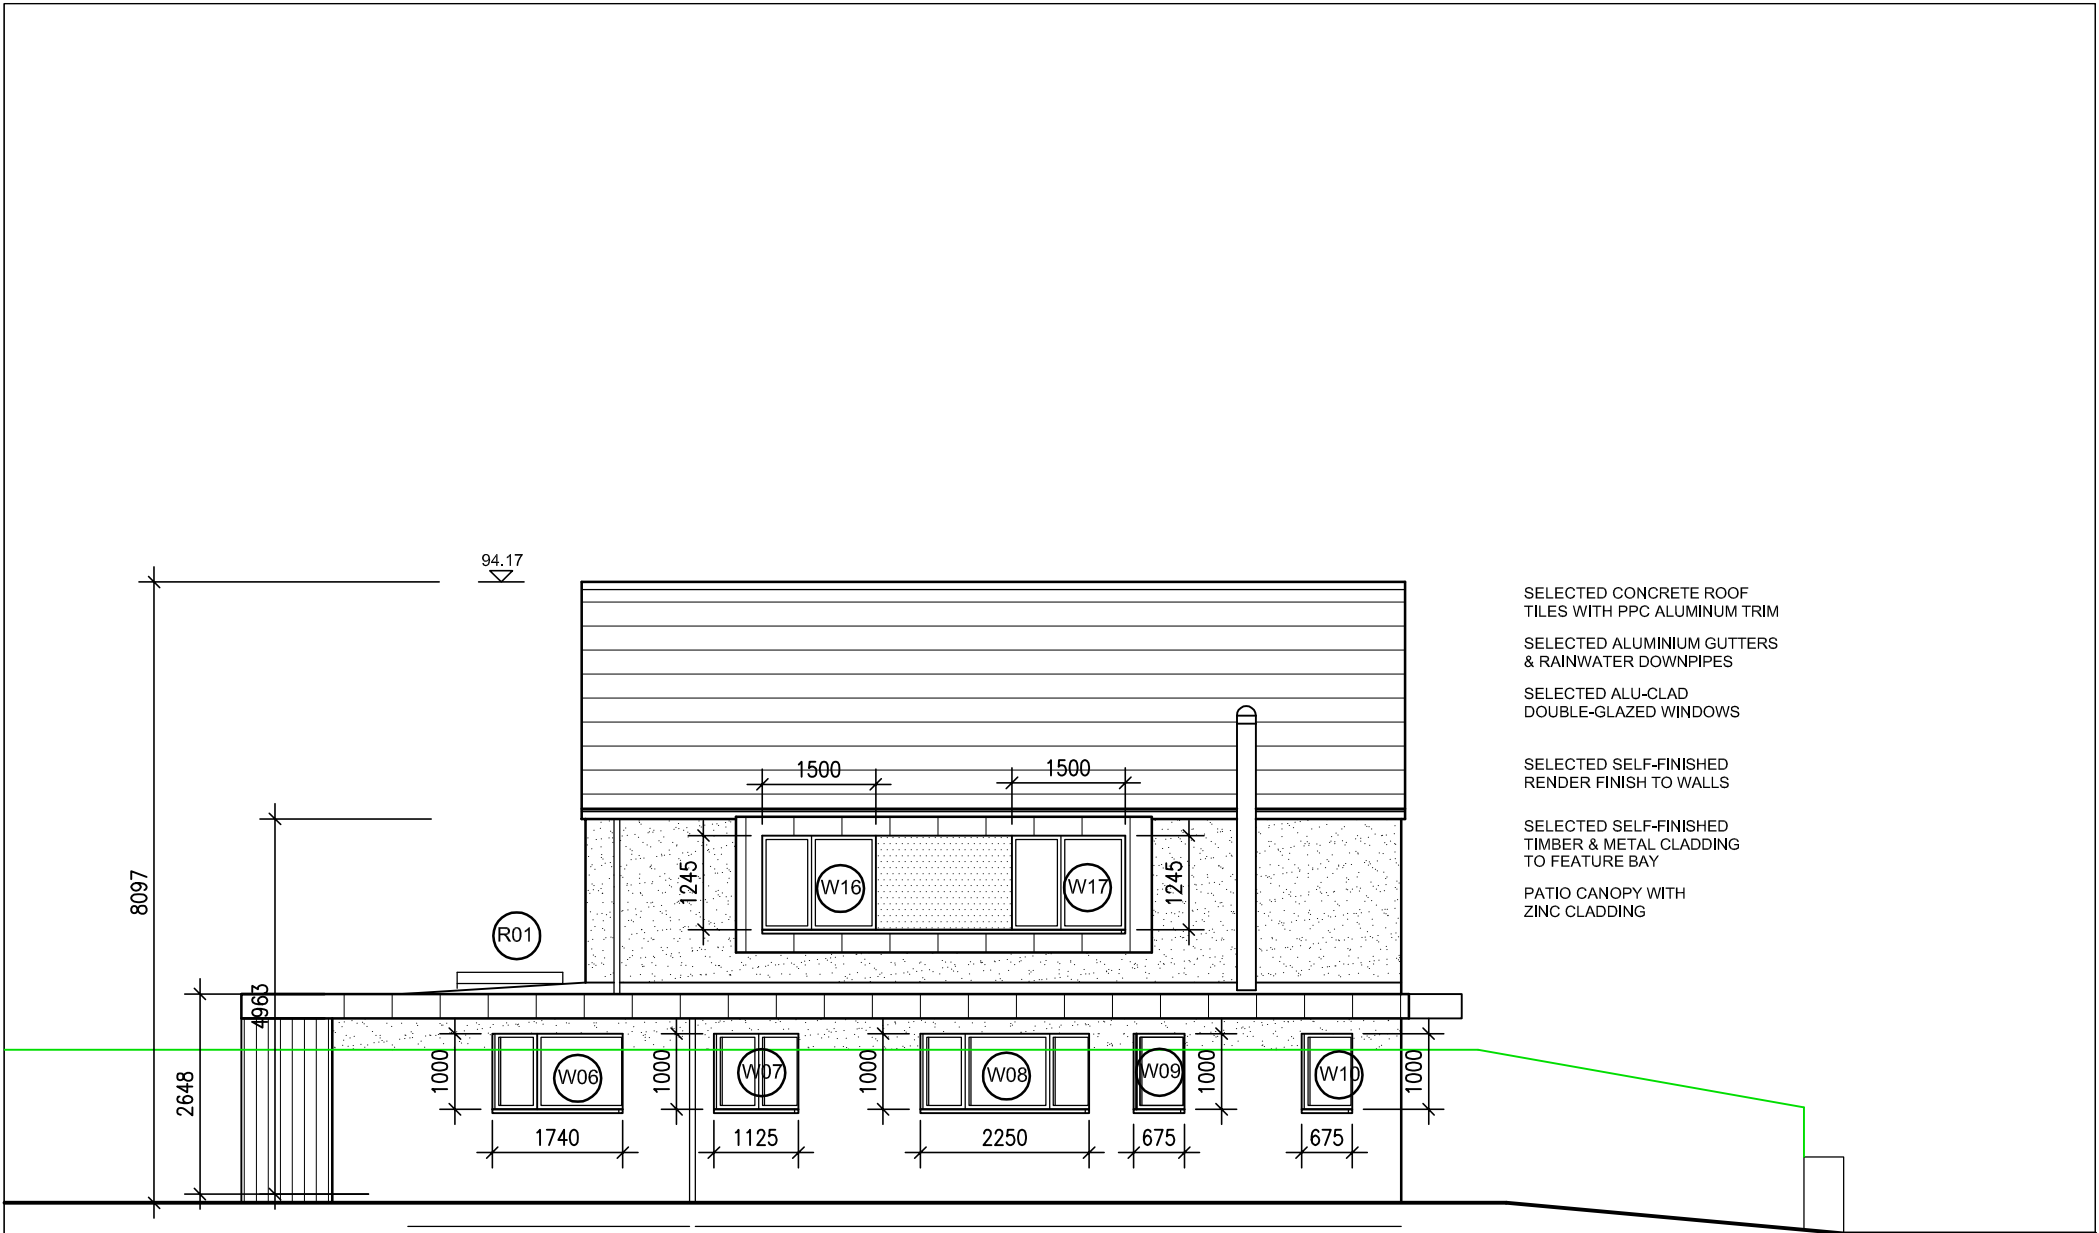 94.17
SELECTED CONCRETE ROOF
TILES WITH PPC ALUMINUM TRIM
SELECTED ALUMINIUM GUTTERS
& RAINWATER DOWNPIPES
SELECTED ALU-CLAD
DOUBLE-GLAZED WINDOWS
SELECTED SELF-FINISHED
RENDER FINISH TO WALLS
SELECTED SELF-FINISHED
TIMBER & METAL CLADDING
TO FEATURE BAY
PATIO CANOPY WITH
ZINC CLADDING
1500
1500
8097
1245
W16
W17
1245
R01
4963
2648
1000
W06
1000
W07
1000
W08
W09
1000
W10
1000
1740
1125
2250
675
675